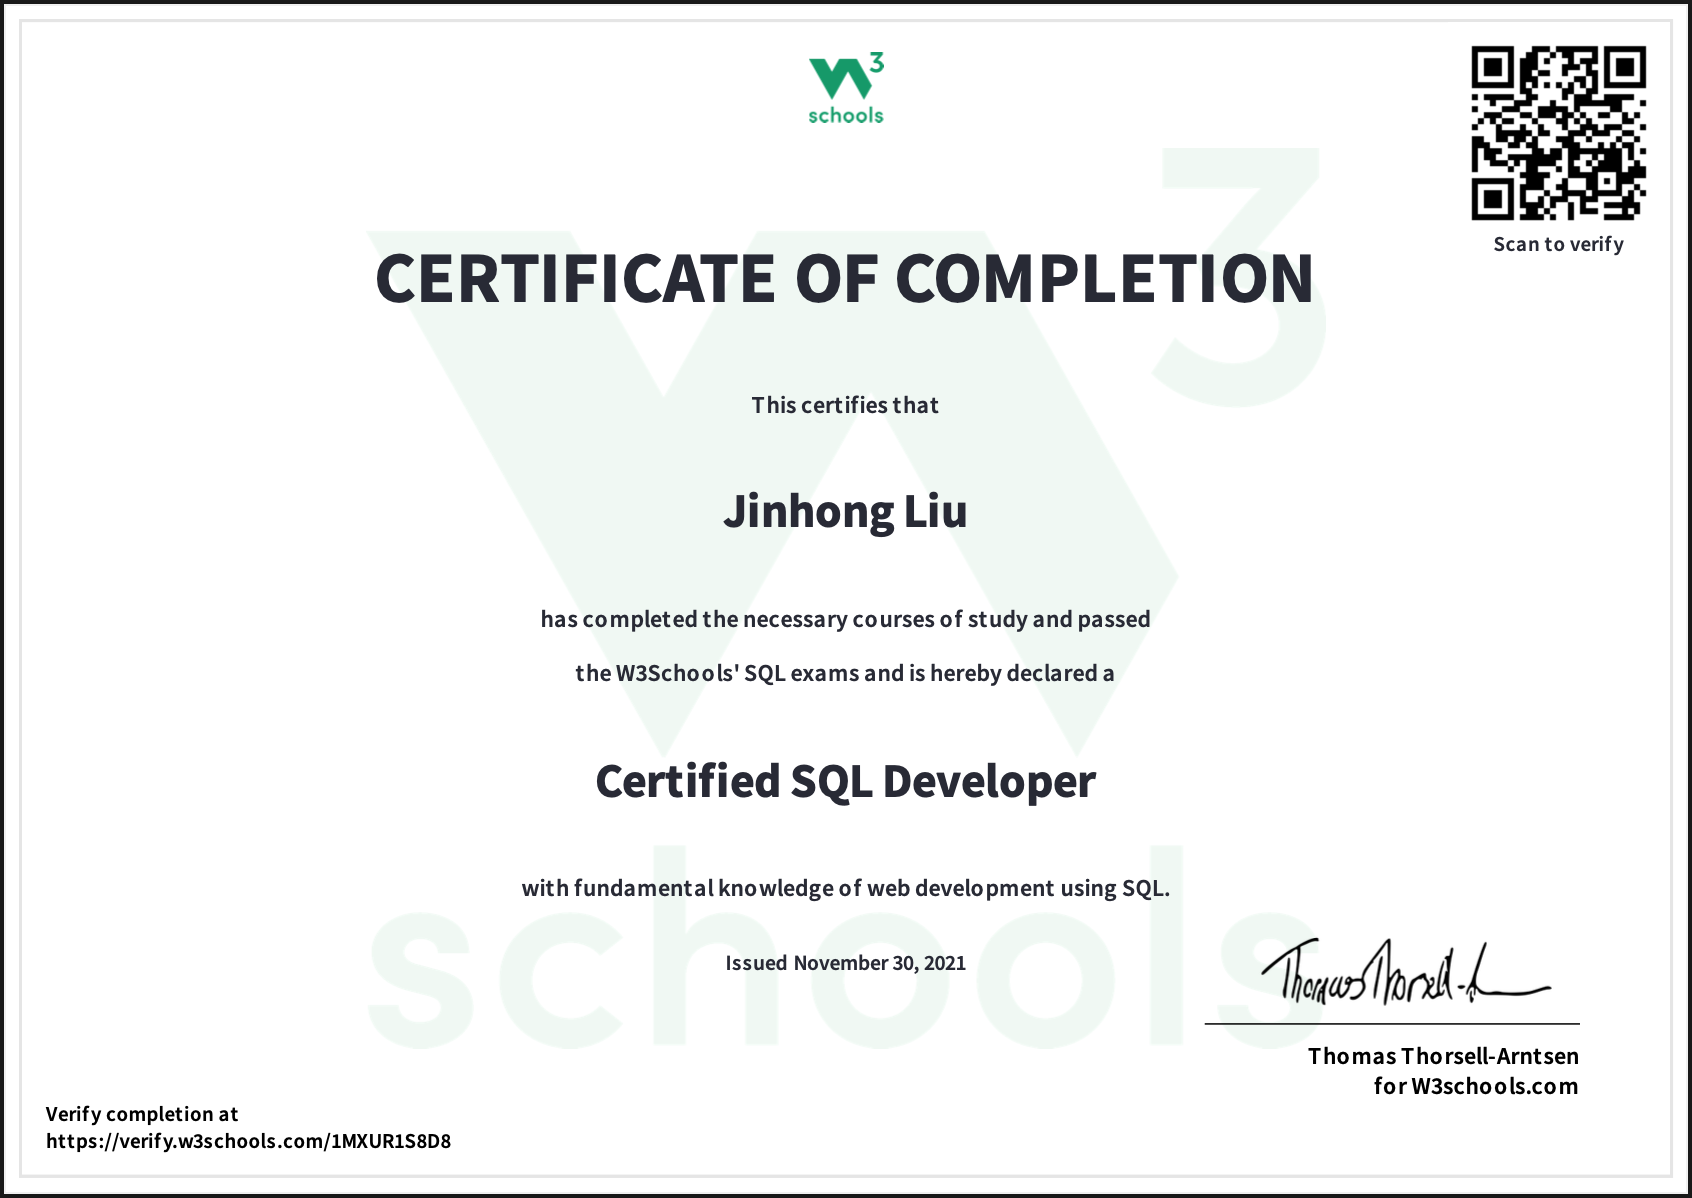 W3
schools
Scan to verify
CERTIFICATE OF COMPLETION
This certifies that
Jinhong Liu
has completed the necessary courses of study and passed
the W3Schools' SQL exams and is hereby declared a
Certified SQL Developer
with fundamental knowledge of web development using SQL.
Issued November 30, 2021
Thomas Thorsell-A
Thomas Thorsell-Arntsen
for W3schools.com
Verify completion at
https://verify.w3schools.com/1MXUR1S8D8
W3
schools